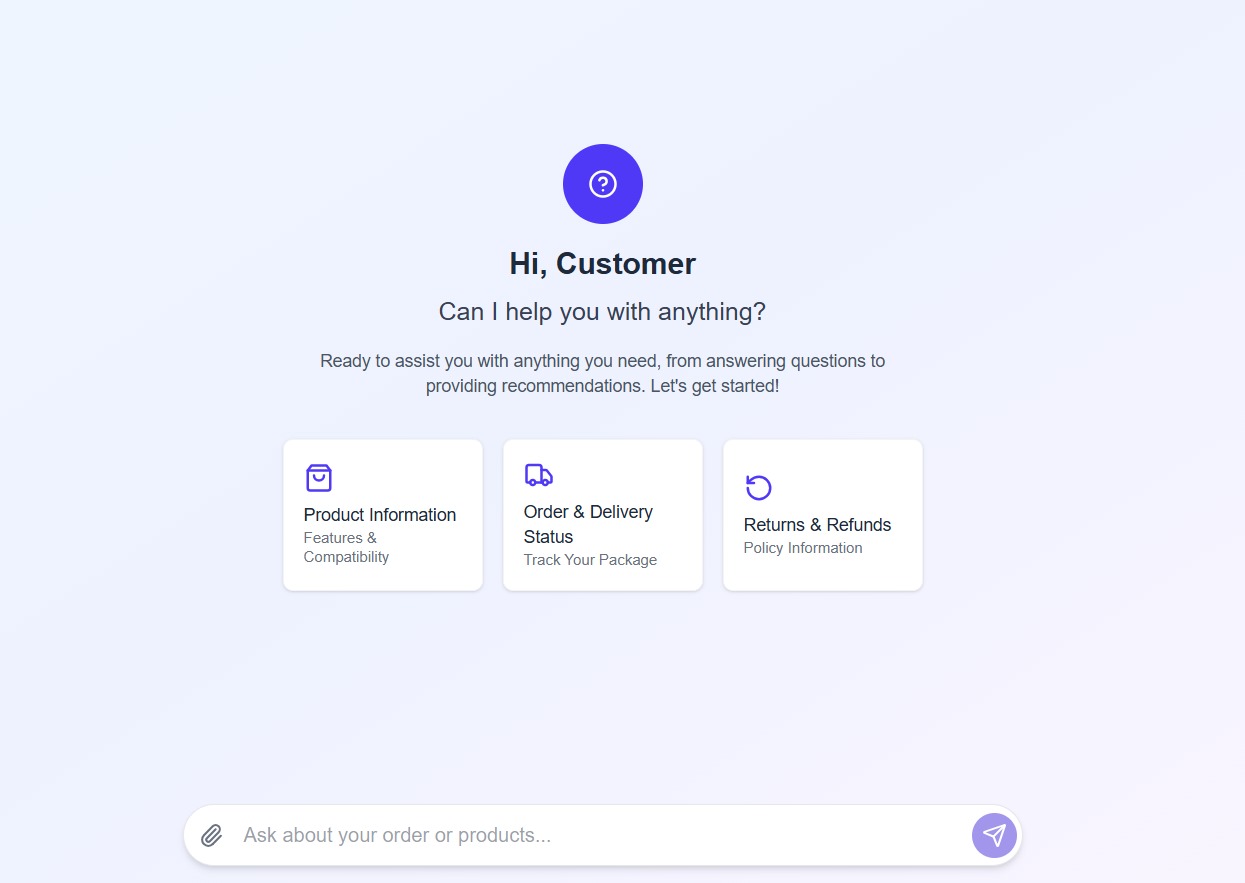 Hi, Customer
Can I help you with anything?
Ready to assist you with anything you need, from answering questions to
providing recommendations. Let's get started!
Product Information
Features &
Compatibility
Order & Delivery
Status
Track Your Package
Returns & Refunds
Policy Information
Ask about your order or products...